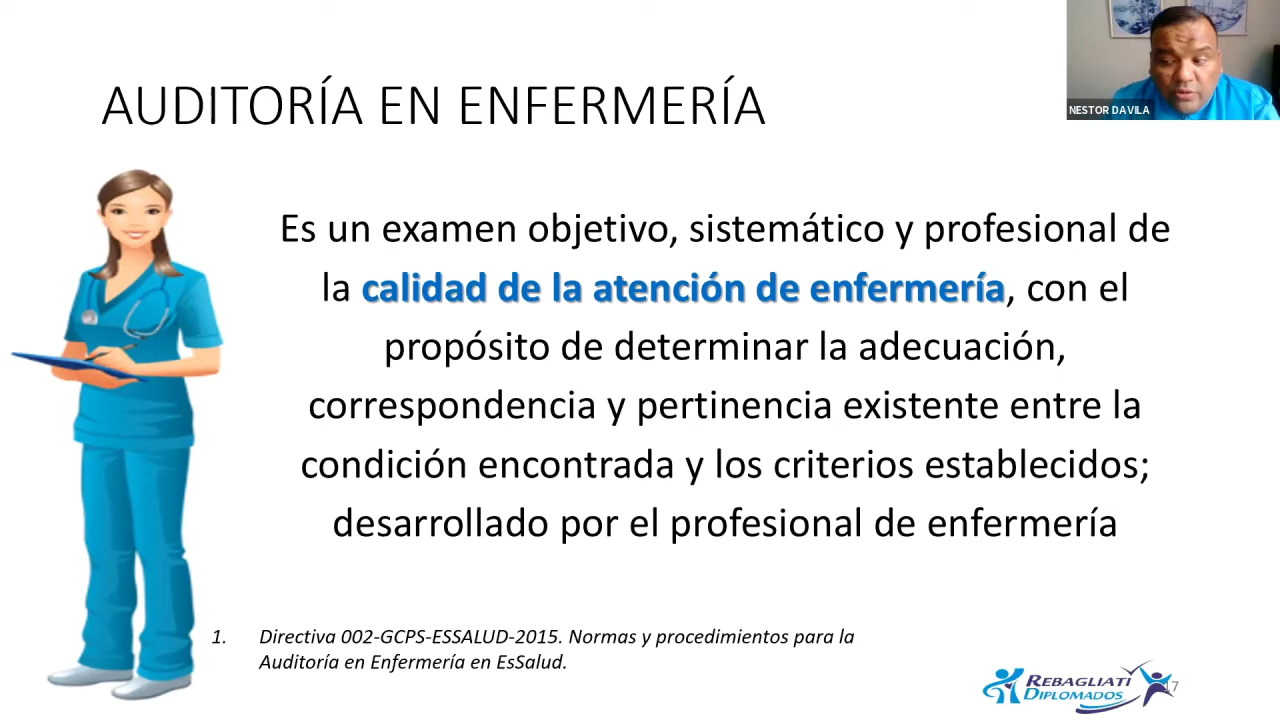 NESTOR DAVILA
AUDITORÍA EN ENFERMERÍA
Es un examen objetivo, sistemático y profesional de
la calidad de la atención de enfermería, con el
propósito de determinar la adecuación,
correspondencia y pertinencia existente entre la
condición encontrada y los criterios establecidos;
desarrollado por el profesional de enfermería
1. Directiva 002-GCPS-ESSALUD-2015. Normas y procedimientos para la
Auditoría en Enfermería en EsSalud.
REBAGLIATI
DIPLOMADOS
17